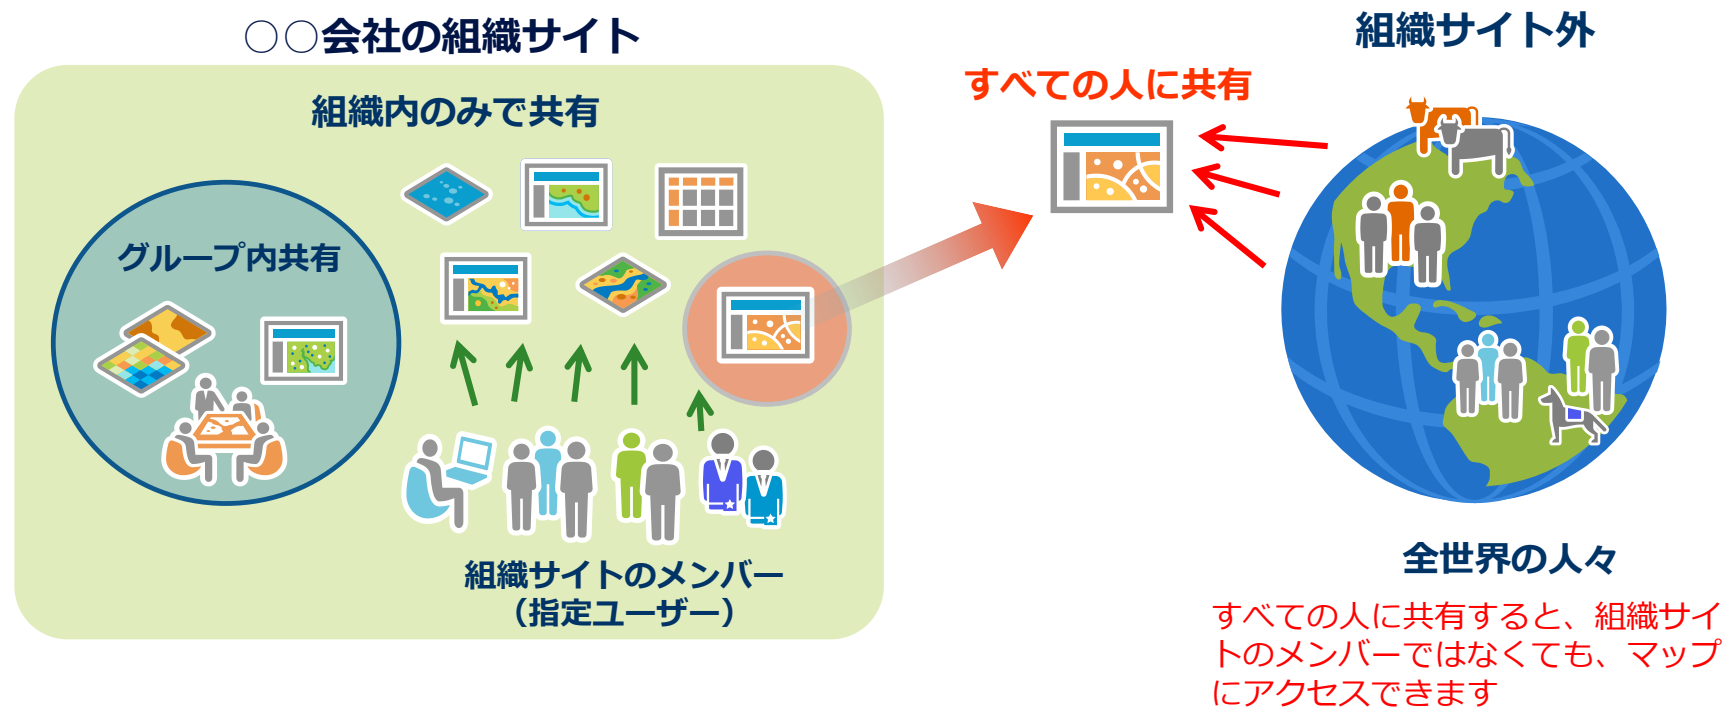 ○○会社の組織サイト
組織サイト外
すべての人に共有
組織内のみで共有
グループ内共有
組織サイトのメンバー
（指定ユーザー）
全世界の人々
すべての人に共有すると、組織サイ
トのメンバーではなくても、マップ
にアクセスできます